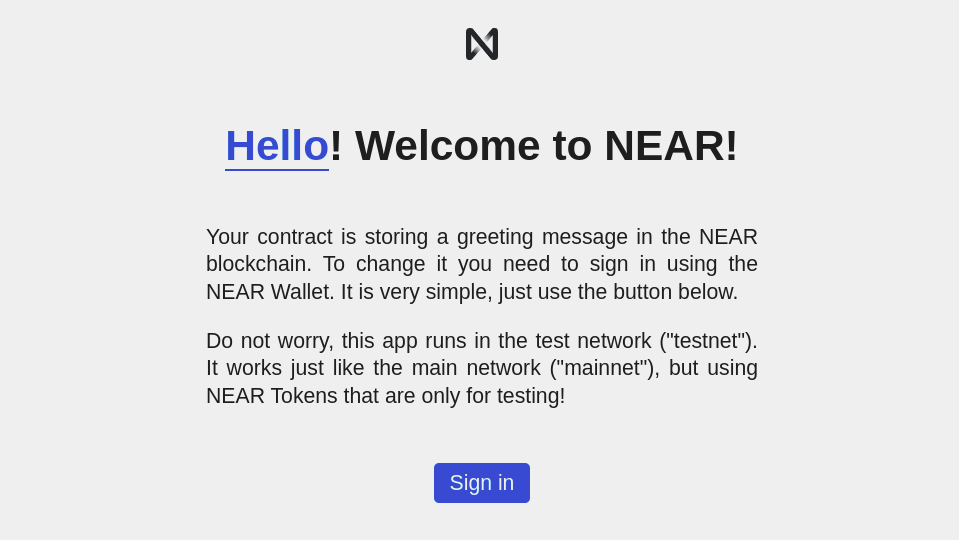 Hello! Welcome to NEAR!
Your contract is storing a greeting message in the NEAR
blockchain. To change it you need to sign in using the
NEAR Wallet. It is very simple, just use the button below.
Do not worry, this app runs in the test network ("testnet").
It works just like the main network ("mainnet"), but using
NEAR Tokens that are only for testing!
Sign in